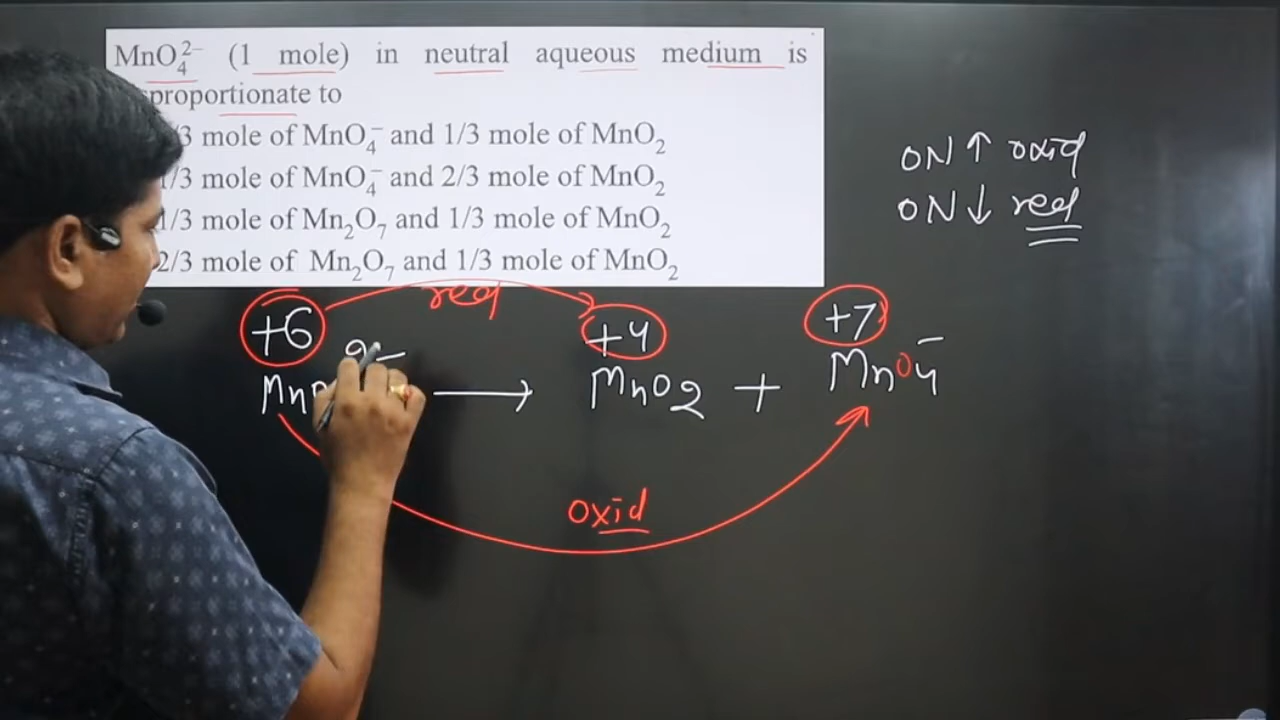 MnO₄²⁻ (1 mole) in neutral aqueous medium is
proportionate to
/3 mole of MnO₄⁻ and 1/3 mole of MnO₂
/3 mole of MnO₄⁻ and 2/3 mole of MnO₂
1/3 mole of Mn₂O₇ and 1/3 mole of MnO₂
2/3 mole of Mn₂O₇ and 1/3 mole of MnO₂
ON ↑ oxid
ON ↓ red
red
+6 +4 +7
Mn 2− → MnO₂ + MnO₄⁻
oxid